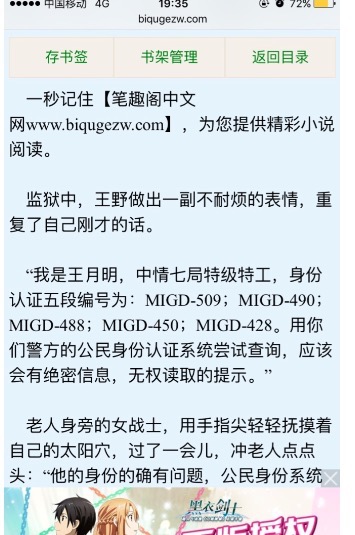 中国移动 4G 19:35 72%
biqugezw.com
存书签 书架管理 返回目录
一秒记住【笔趣阁中文
网www.biqugezw.com】，为您提供精彩小说
阅读。
监狱中，王野做出一副不耐烦的表情，重
复了自己刚才的话。
“我是王月明，中情七局特级特工，身份
认证五段编号为：MIGD-509；MIGD-490；
MIGD-488；MIGD-450；MIGD-428。用你
们警方的公民身份认证系统尝试查询，应该
会有绝密信息，无权读取的提示。”
老人身旁的女战士，用手指尖轻轻抚摸着
自己的太阳穴，过了一会儿，冲老人点点
头：“他的身份的确有问题，公民身份系统
黑衣剑士
正版授权